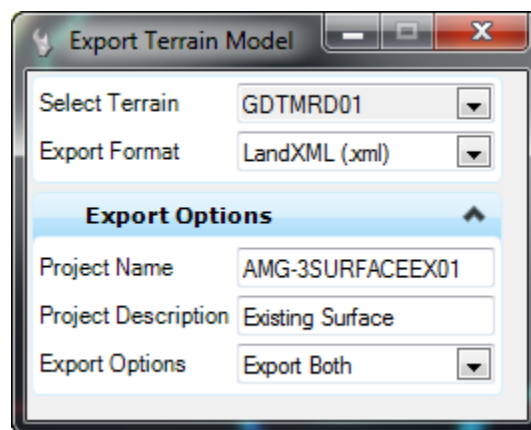 Export Terrain Model
Select Terrain GDTMRD01
Export Format LandXML (.xml)
Export Options
Project Name AMG-3SURFACEEX01
Project Description Existing Surface
Export Options Export Both